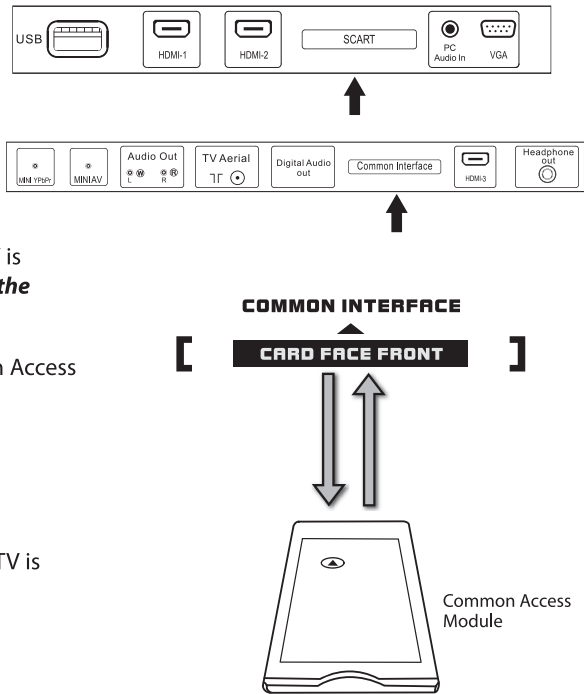 USB
HDMI-1
HDMI-2
SCART
PC
Audio In
VGA
MINI YPbPr
MINIAV
Audio Out
W
R
L
R
TV Aerial
Digital Audio
out
Common Interface
HDMI-3
Headphone
out
is
the
COMMON INTERFACE
[ CARD FACE FRONT ]
n Access
TV is
Common Access
Module